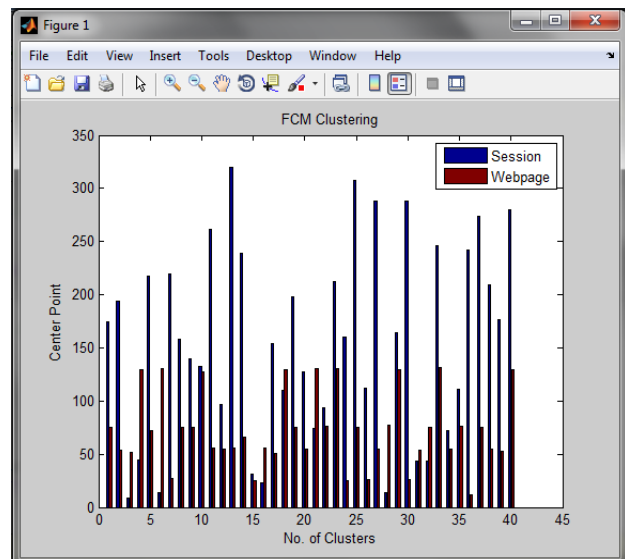 Figure 1
File Edit View Insert Tools Desktop Window Help
FCM Clustering
Session
Webpage
350
300
250
200
150
100
50
0
Center Point
0 5 10 15 20 25 30 35 40 45
No. of Clusters